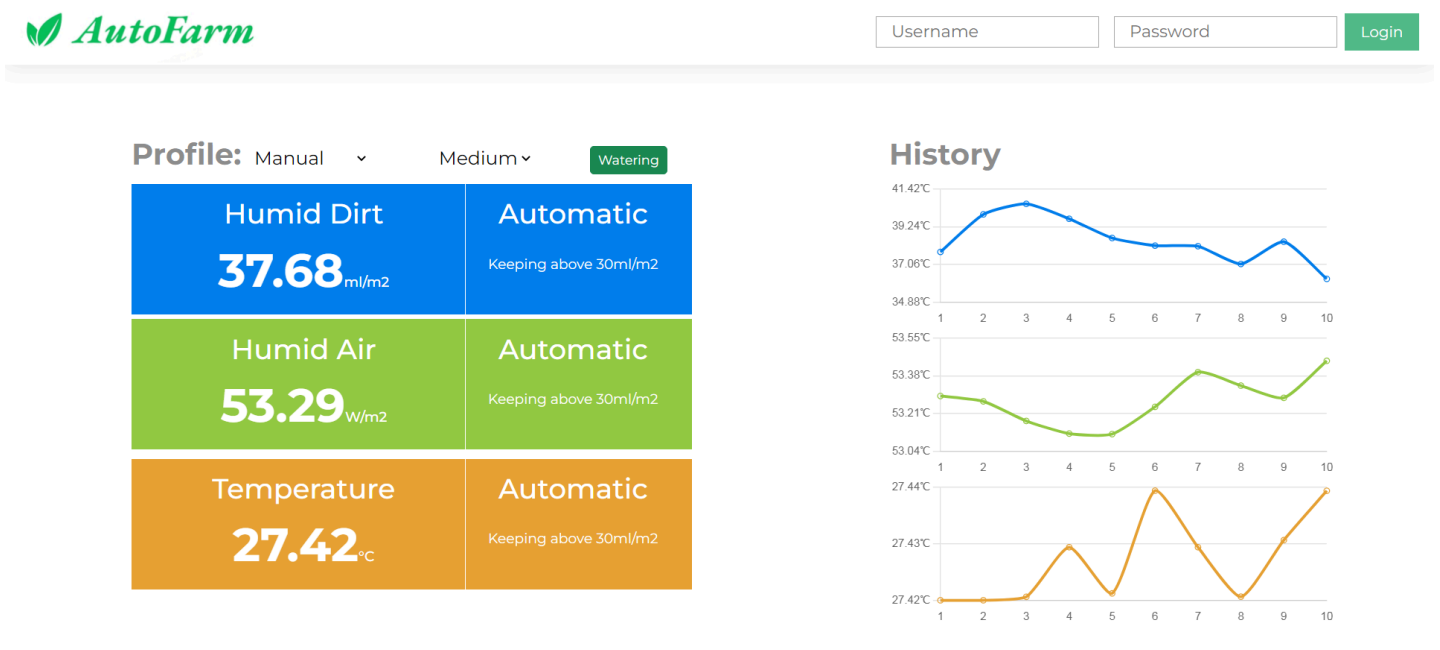 AutoFarm
Username Password Login
Profile: Manual Medium Watering
Humid Dirt
37.68ml/m2
Automatic
Keeping above 30ml/m2
Humid Air
53.29W/m2
Automatic
Keeping above 30ml/m2
Temperature
27.42°C
Automatic
Keeping above 30ml/m2
History
41.42℃
39.24℃
37.06℃
34.88℃
1 2 3 4 5 6 7 8 9 10
53.55℃
53.38℃
53.21℃
53.04℃
1 2 3 4 5 6 7 8 9 10
27.44℃
27.43℃
27.42℃
1 2 3 4 5 6 7 8 9 10